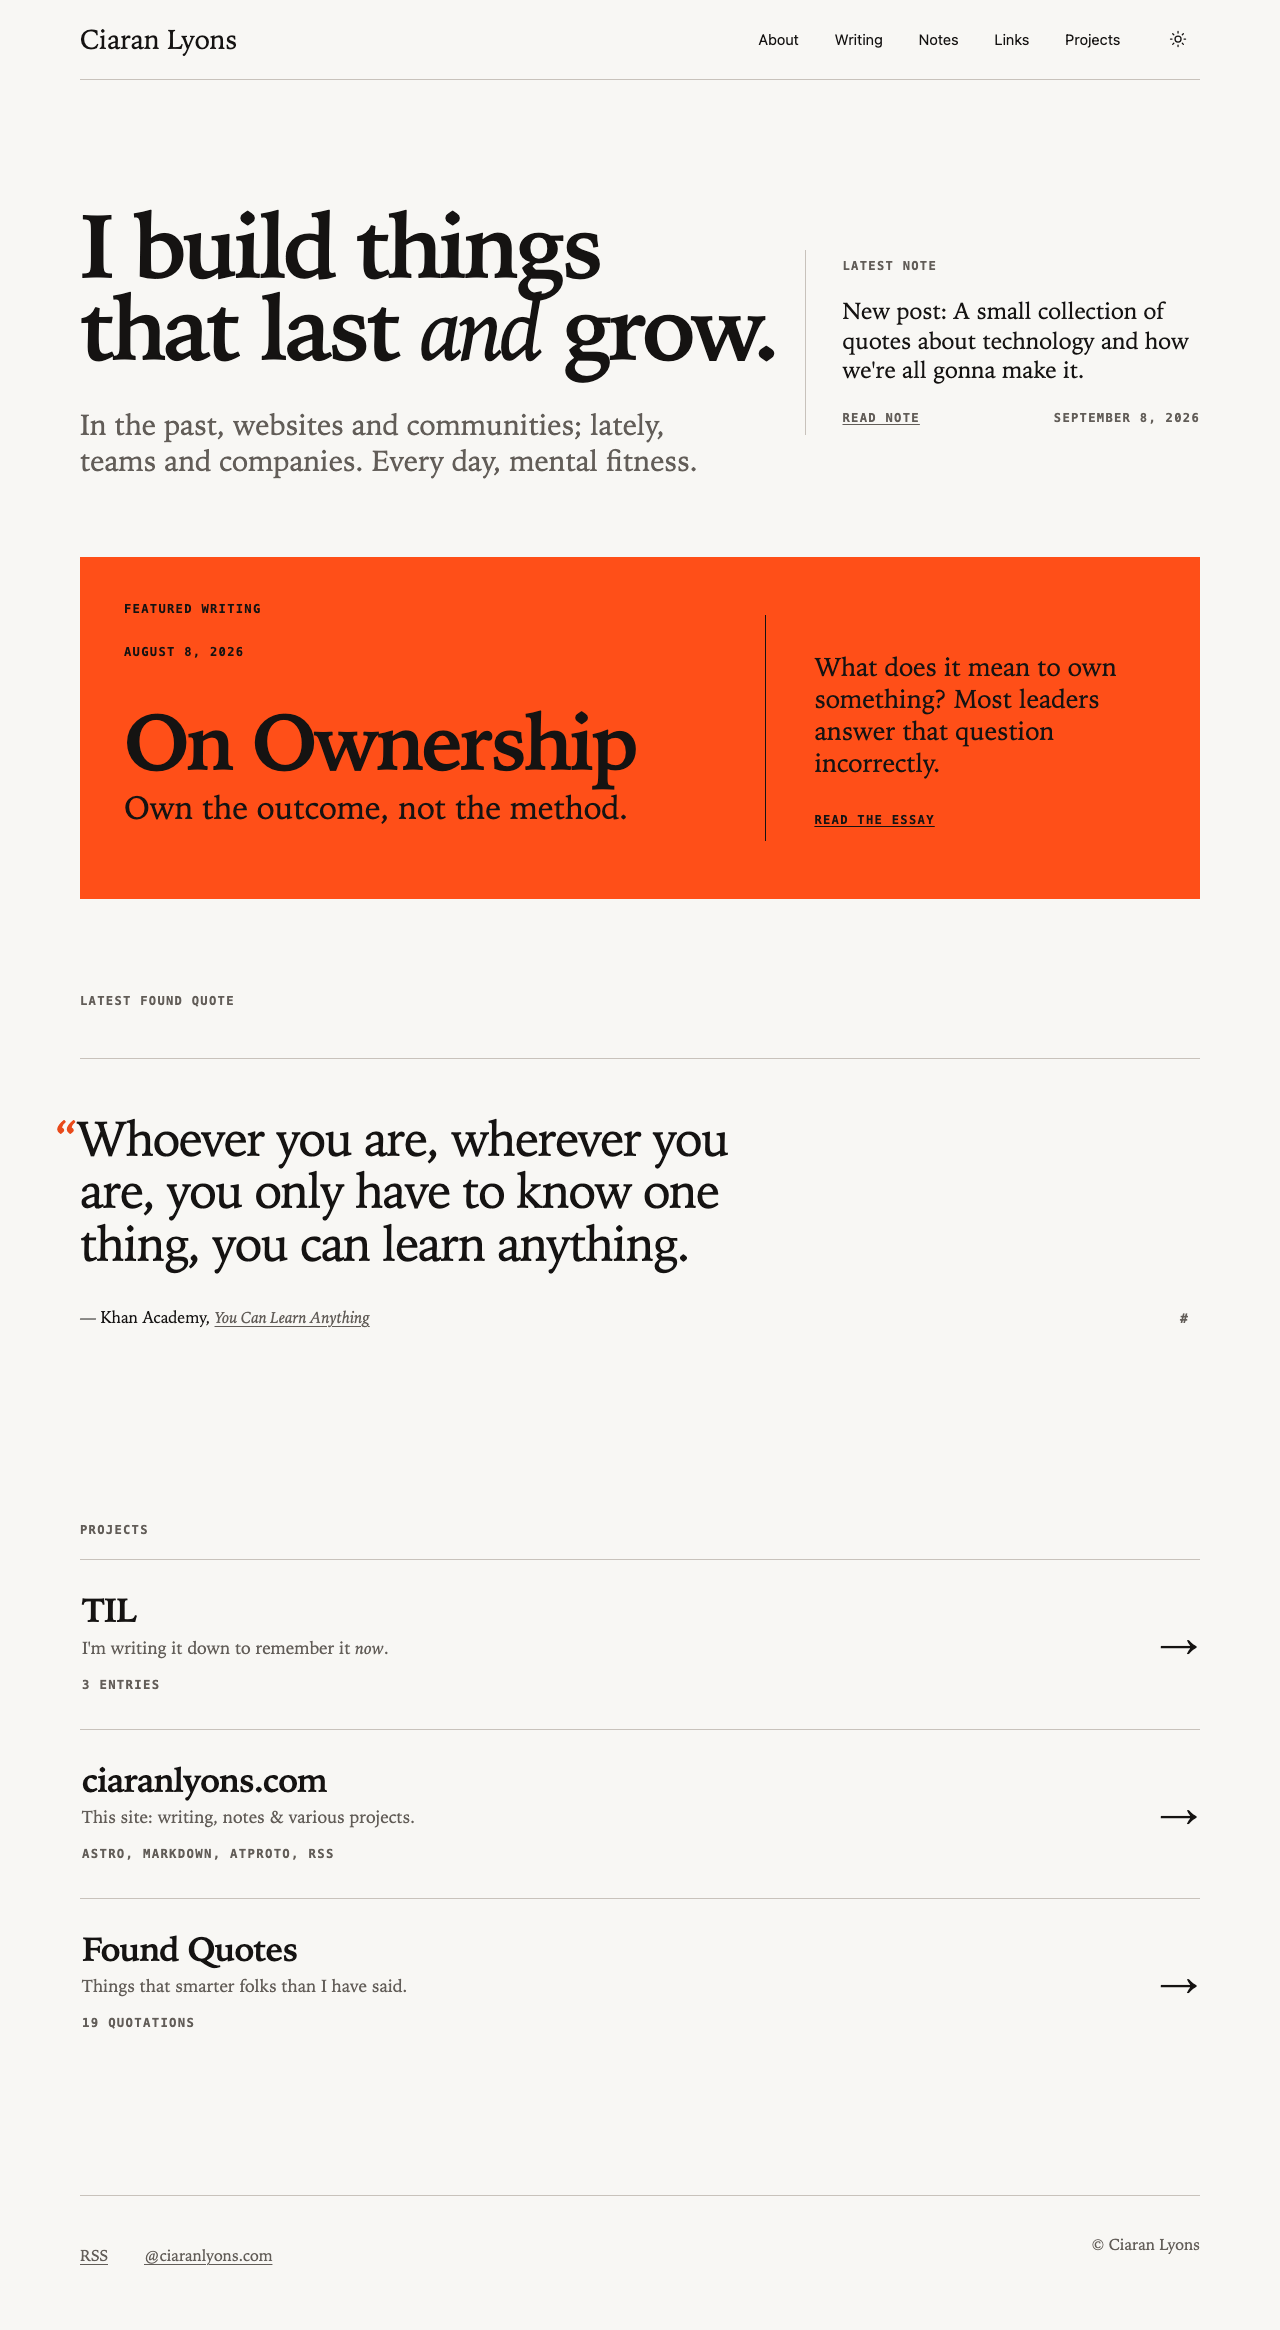 Ciaran Lyons
About Writing Notes Links Projects
I build things
that last and grow.
In the past, websites and communities; lately,
teams and companies. Every day, mental fitness.
LATEST NOTE
New post: A small collection of
quotes about technology and how
we're all gonna make it.
READ NOTE SEPTEMBER 8, 2026
FEATURED WRITING
AUGUST 8, 2026
On Ownership
Own the outcome, not the method.
What does it mean to own
something? Most leaders
answer that question
incorrectly.
READ THE ESSAY
LATEST FOUND QUOTE
“Whoever you are, wherever you
are, you only have to know one
thing, you can learn anything.
— Khan Academy, You Can Learn Anything #
PROJECTS
TIL
I'm writing it down to remember it now.
3 ENTRIES
→
ciaranlyons.com
This site: writing, notes & various projects.
ASTRO, MARKDOWN, ATPROTO, RSS
→
Found Quotes
Things that smarter folks than I have said.
19 QUOTATIONS
→
RSS @ciaranlyons.com
© Ciaran Lyons